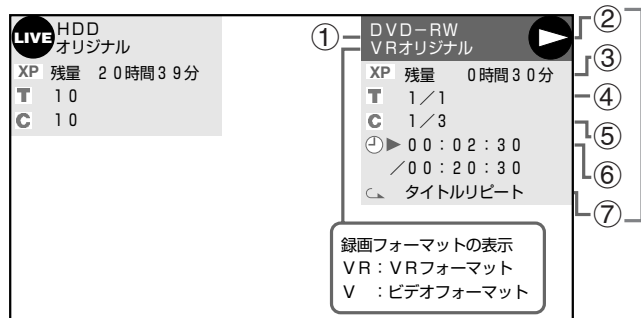 LIVE HDD
オリジナル
XP 残量 20時間39分
T 10
C 10
① DVD-RW ②
VRオリジナル
XP 残量 0時間30分 ③
T 1/1 ④
C 1/3 ⑤
00:02:30 ⑥
/00:20:30
タイトルリピート ⑦
録画フォーマットの表示
VR:VRフォーマット
V :ビデオフォーマット